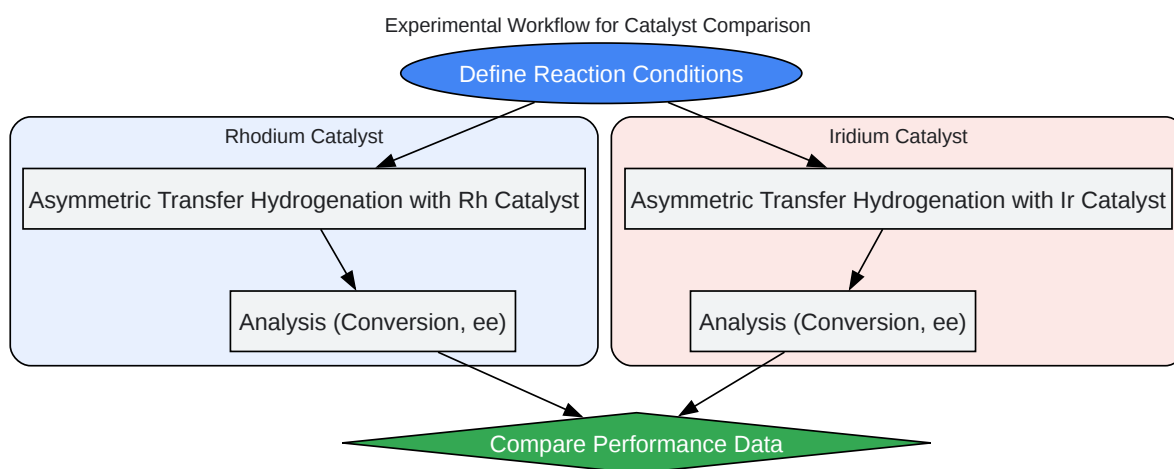 Experimental Workflow for Catalyst Comparison
Define Reaction Conditions
Rhodium Catalyst
Asymmetric Transfer Hydrogenation with Rh Catalyst
Analysis (Conversion, ee)
Iridium Catalyst
Asymmetric Transfer Hydrogenation with Ir Catalyst
Analysis (Conversion, ee)
Compare Performance Data